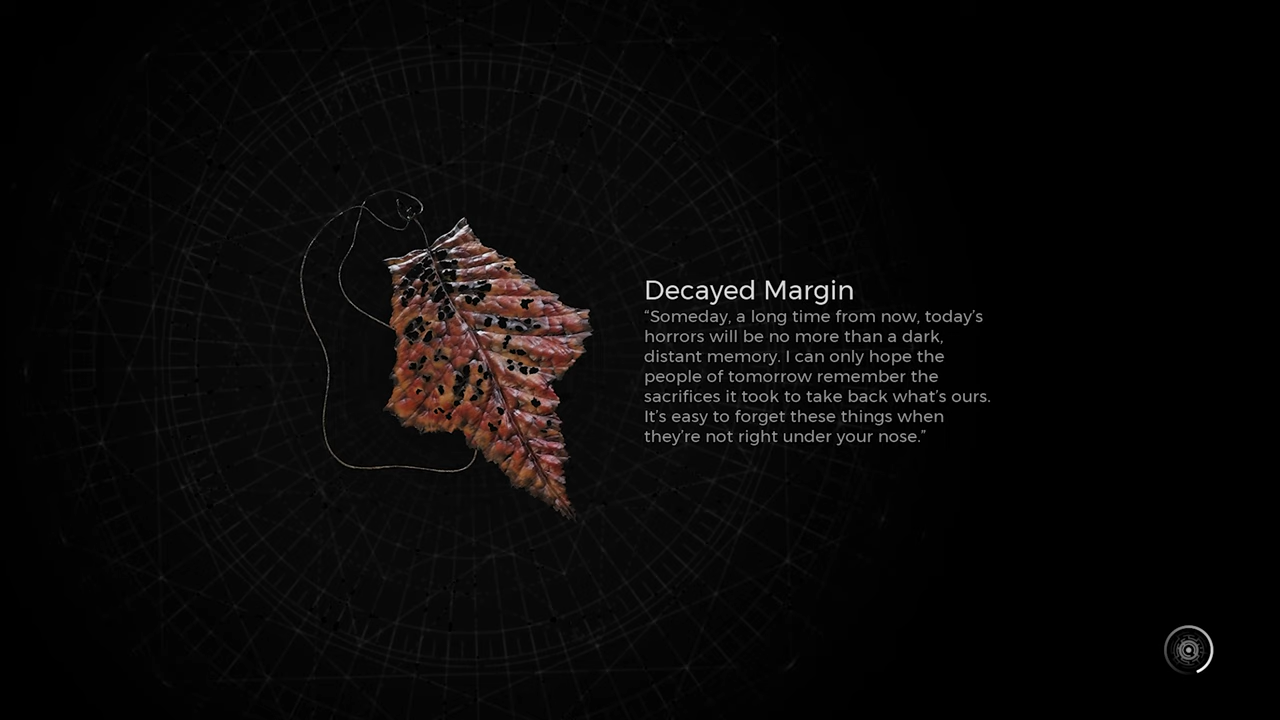 Decayed Margin
“Someday, a long time from now, today’s
horrors will be no more than a dark,
distant memory. I can only hope the
people of tomorrow remember the
sacrifices it took to take back what’s ours.
It’s easy to forget these things when
they’re not right under your nose.”